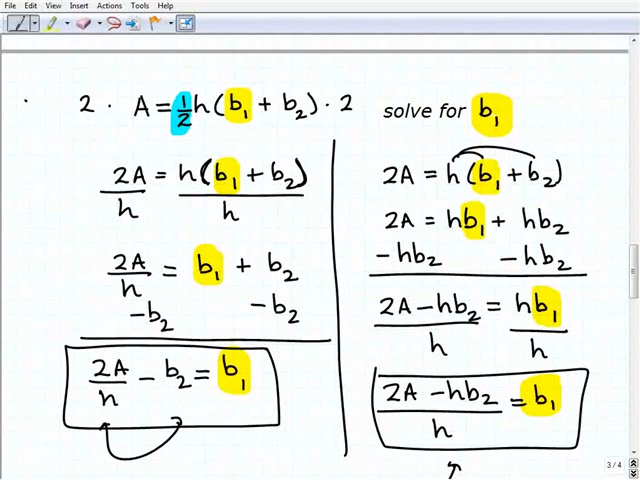 File Edit View Insert Actions Tools Help
2 · A = 1/2 h(b₁ + b₂) · 2
solve for b₁
2A = h(b₁ + b₂)
h h
2A/h = b₁ + b₂
-b₂ -b₂
2A/h - b₂ = b₁
2A = h(b₁ + b₂)
2A = hb₁ + hb₂
-hb₂ -hb₂
2A - hb₂ = hb₁
h h
2A - hb₂ = b₁
h
3 / 4